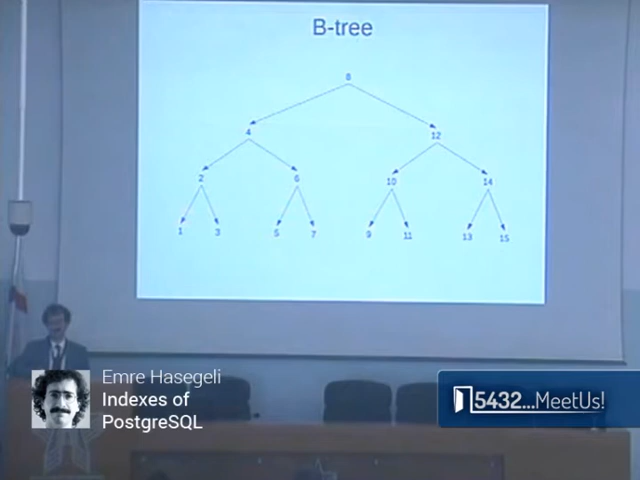 B-tree
8
4 12
2 6 10 14
1 3 5 7 9 11 13 15
Emre Hasegeli
Indexes of
PostgreSQL
5432...MeetUs!